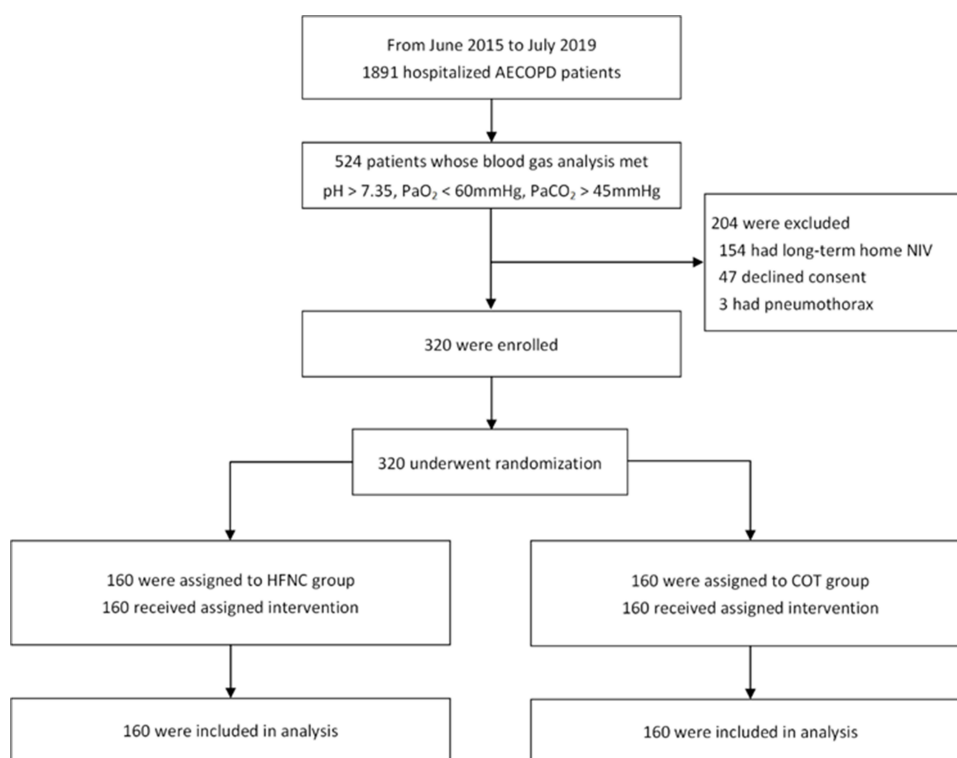 From June 2015 to July 2019
1891 hospitalized AECOPD patients
524 patients whose blood gas analysis met
pH > 7.35, PaO₂ < 60mmHg, PaCO₂ > 45mmHg
204 were excluded
154 had long-term home NIV
47 declined consent
3 had pneumothorax
320 were enrolled
320 underwent randomization
160 were assigned to HFNC group
160 received assigned intervention
160 were assigned to COT group
160 received assigned intervention
160 were included in analysis
160 were included in analysis